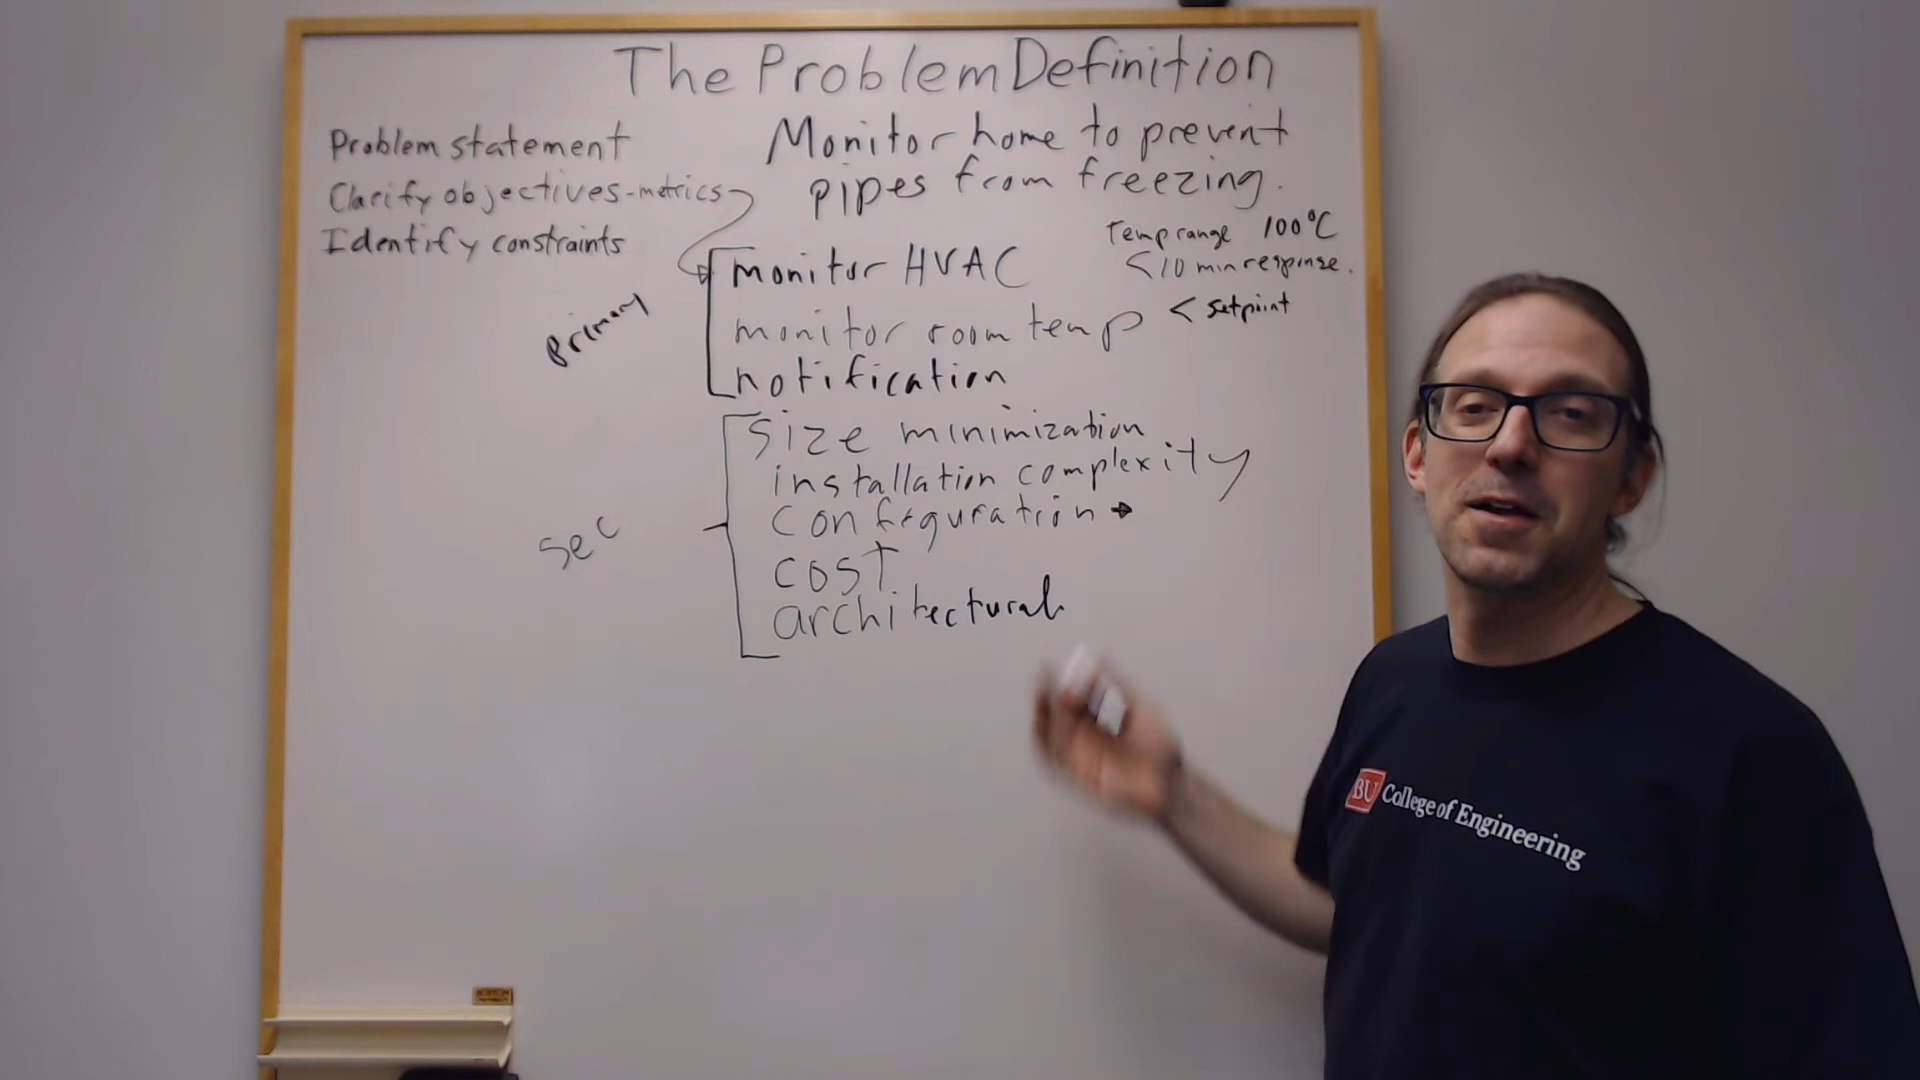 The Problem Definition
Problem statement
Clarify objectives-metrics
Identify constraints
Monitor home to prevent
pipes from freezing.
Temp range 100°C
<10 min response.
Primary
monitor HVAC
monitor room temp < setpoint
notification
sec
size minimization
installation complexity
configuration →
cost
architectural
BU College of Engineering